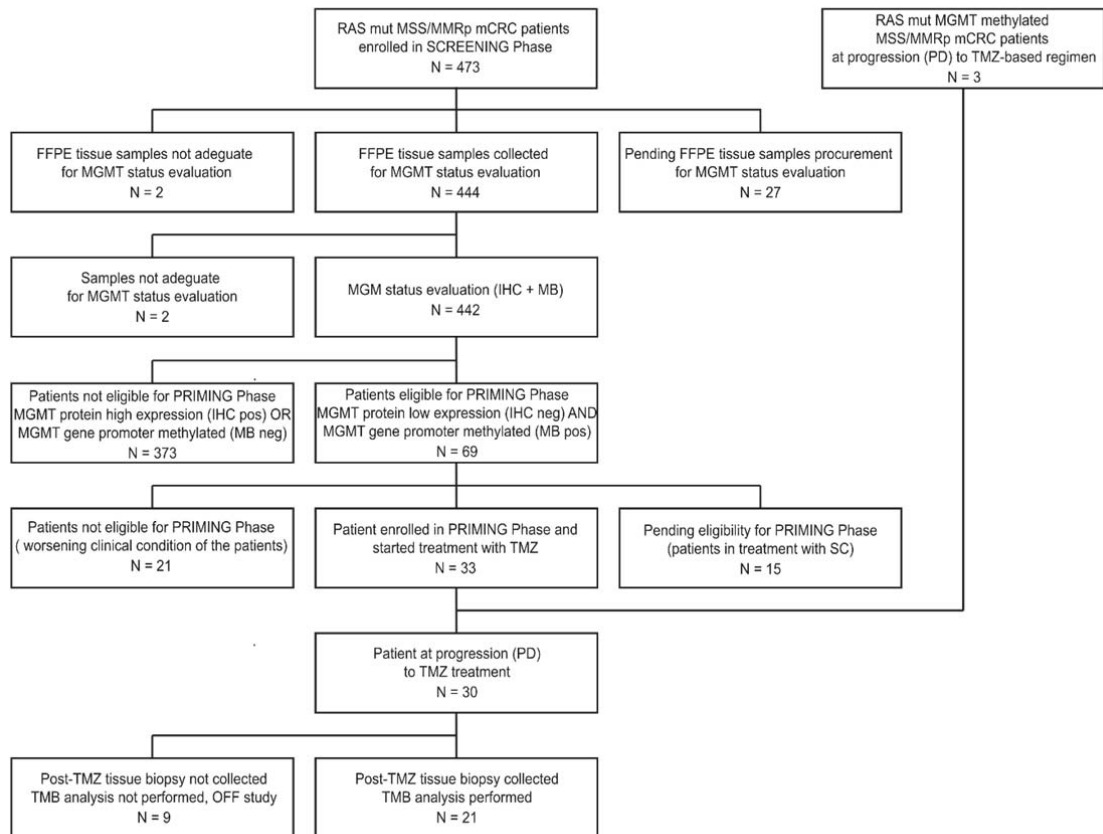 RAS mut MSS/MMRp mCRC patients
enrolled in SCREENING Phase
N = 473
RAS mut MGMT methylated
MSS/MMRp mCRC patients
at progression (PD) to TMZ-based regimen
N = 3
FFPE tissue samples not adequate
for MGMT status evaluation
N = 2
FFPE tissue samples collected
for MGMT status evaluation
N = 444
Pending FFPE tissue samples procurement
for MGMT status evaluation
N = 27
Samples not adequate
for MGMT status evaluation
N = 2
MGM status evaluation (IHC + MB)
N = 442
Patients not eligible for PRIMING Phase
MGMT protein high expression (IHC pos) OR
MGMT gene promoter methylated (MB neg)
N = 373
Patients eligible for PRIMING Phase
MGMT protein low expression (IHC neg) AND
MGMT gene promoter methylated (MB pos)
N = 69
Patients not eligible for PRIMING Phase
( worsening clinical condition of the patients)
N = 21
Patient enrolled in PRIMING Phase and
started treatment with TMZ
N = 33
Pending eligibility for PRIMING Phase
(patients in treatment with SC)
N = 15
Patient at progression (PD)
to TMZ treatment
N = 30
Post-TMZ tissue biopsy not collected
TMB analysis not performed, OFF study
N = 9
Post-TMZ tissue biopsy collected
TMB analysis performed
N = 21